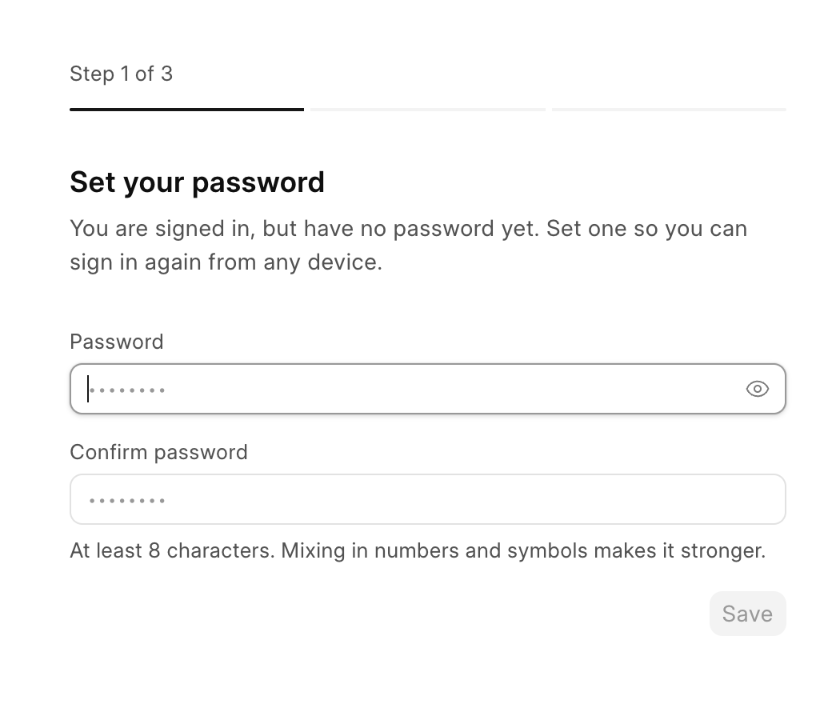 Step 1 of 3
Set your password
You are signed in, but have no password yet. Set one so you can
sign in again from any device.
Password
••••••••
Confirm password
••••••••
At least 8 characters. Mixing in numbers and symbols makes it stronger.
Save